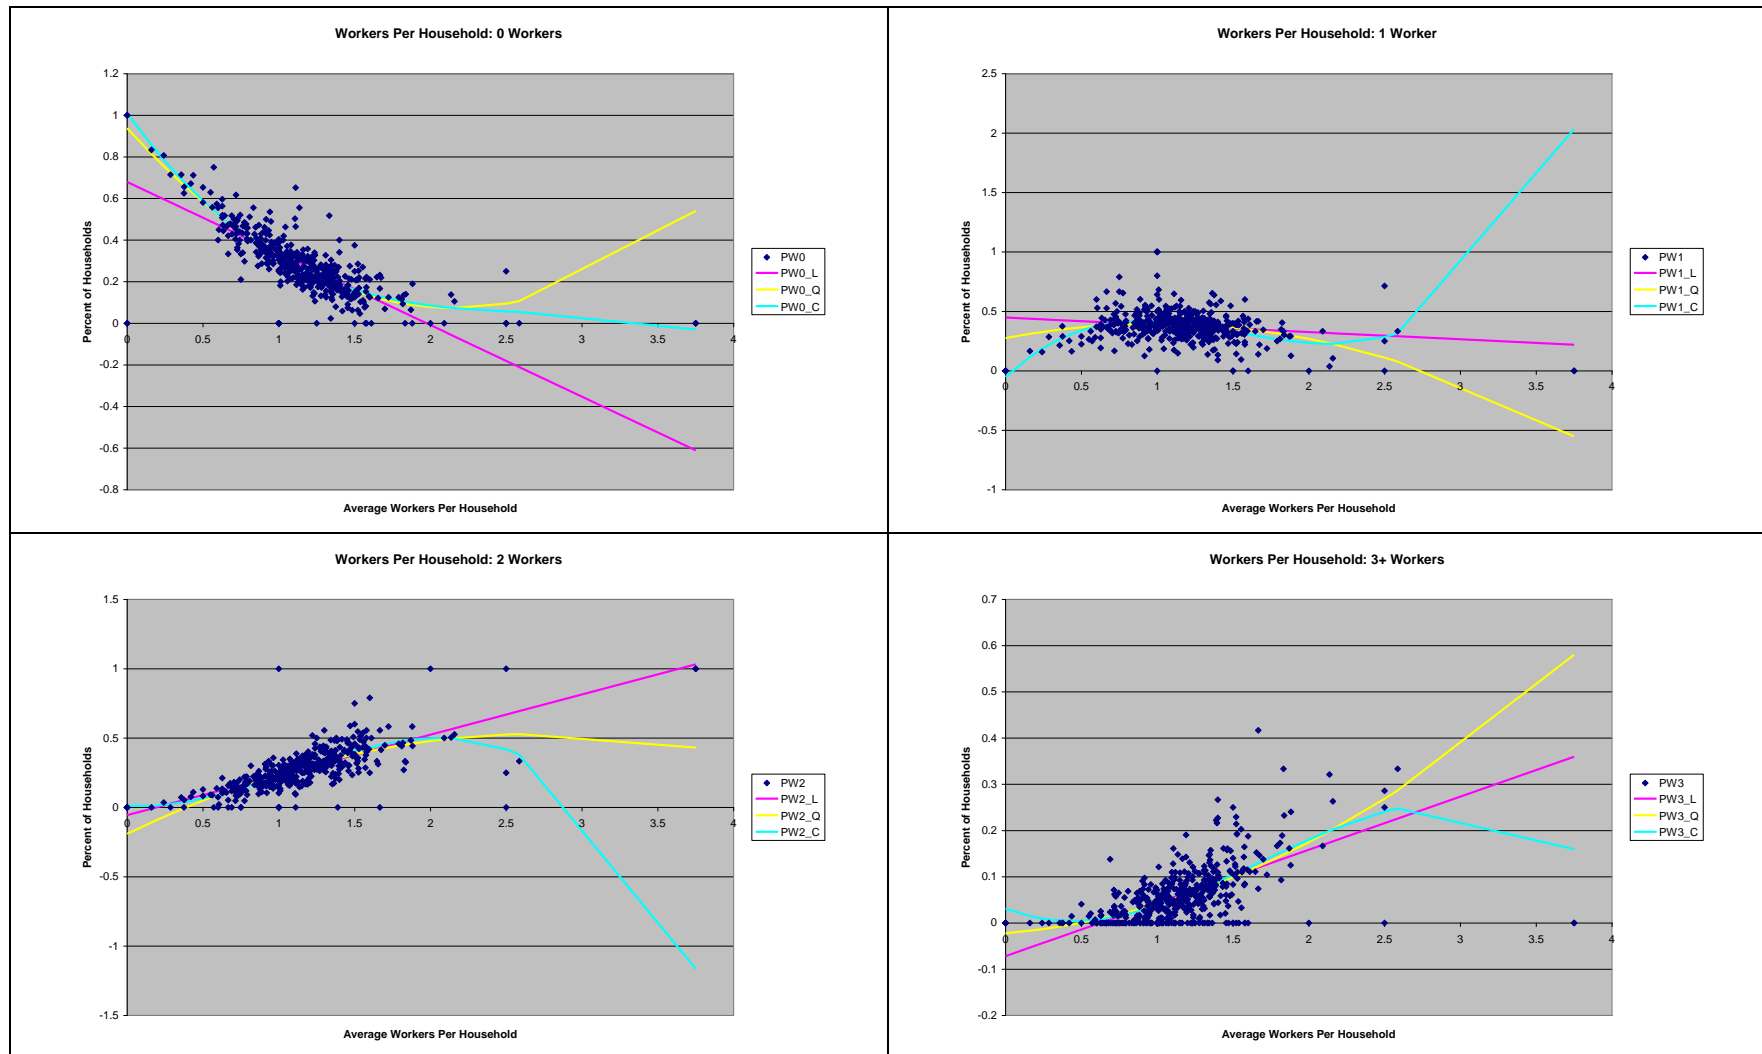 Workers Per Household: 0 Workers
Percent of Households
1.2
1
0.8
0.6
0.4
0.2
0
-0.2
-0.4
-0.6
-0.8
0 0.5 1 1.5 2 2.5 3 3.5 4
Average Workers Per Household
PW0
PW0_L
PW0_Q
PW0_C
Workers Per Household: 1 Worker
Percent of Households
2.5
2
1.5
1
0.5
0
-0.5
-1
0 0.5 1 1.5 2 2.5 3 3.5 4
Average Workers Per Household
PW1
PW1_L
PW1_Q
PW1_C
Workers Per Household: 2 Workers
Percent of Households
1.5
1
0.5
0
-0.5
-1
-1.5
0 0.5 1 1.5 2 2.5 3 3.5 4
Average Workers Per Household
PW2
PW2_L
PW2_Q
PW2_C
Workers Per Household: 3+ Workers
Percent of Households
0.7
0.6
0.5
0.4
0.3
0.2
0.1
0
-0.1
-0.2
0 0.5 1 1.5 2 2.5 3 3.5 4
Average Workers Per Household
PW3
PW3_L
PW3_Q
PW3_C